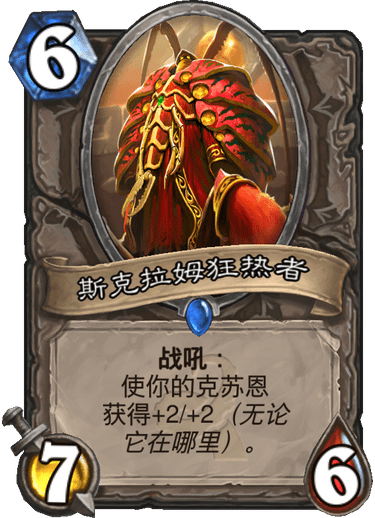 6
斯克拉姆狂热者
战吼：
使你的克苏恩
获得+2/+2（无论
它在哪里）。
7
6